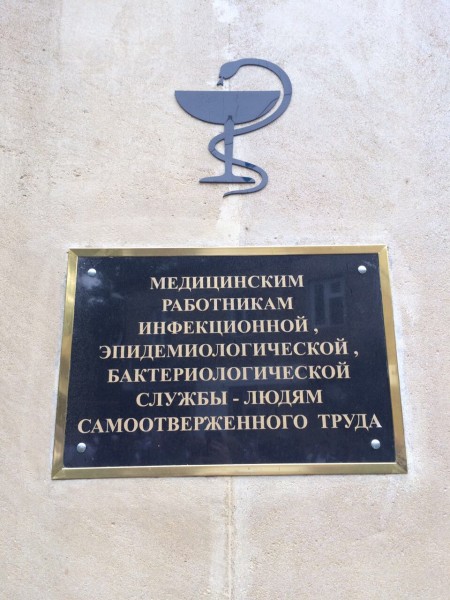 МЕДИЦИНСКИМ
РАБОТНИКАМ
ИНФЕКЦИОННОЙ ,
ЭПИДЕМИОЛОГИЧЕСКОЙ ,
БАКТЕРИОЛОГИЧЕСКОЙ
СЛУЖБЫ - ЛЮДЯМ
САМООТВЕРЖЕННОГО ТРУДА